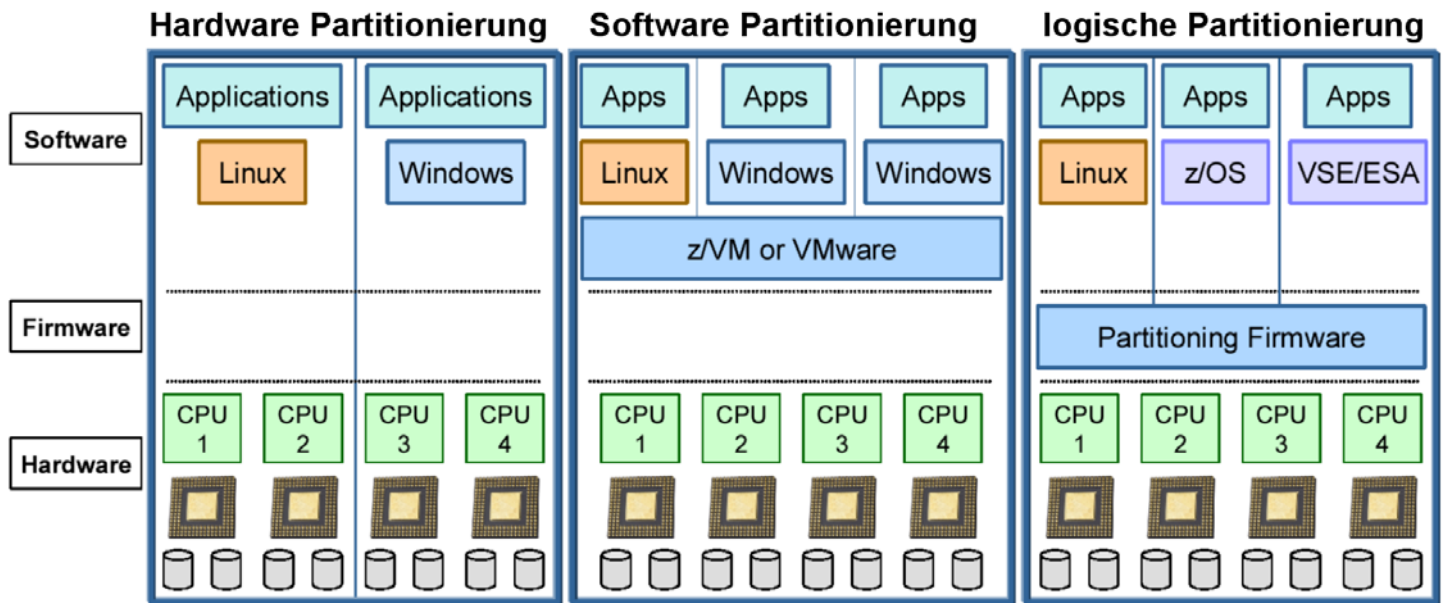 Hardware Partitionierung Software Partitionierung logische Partitionierung
Applications Applications Apps Apps Apps Apps Apps Apps
Software
Linux Windows Linux Windows Windows Linux z/OS VSE/ESA
z/VM or VMware
Firmware
Partitioning Firmware
CPU CPU CPU CPU CPU CPU CPU CPU CPU CPU CPU CPU
1 2 3 4 1 2 3 4 1 2 3 4
Hardware